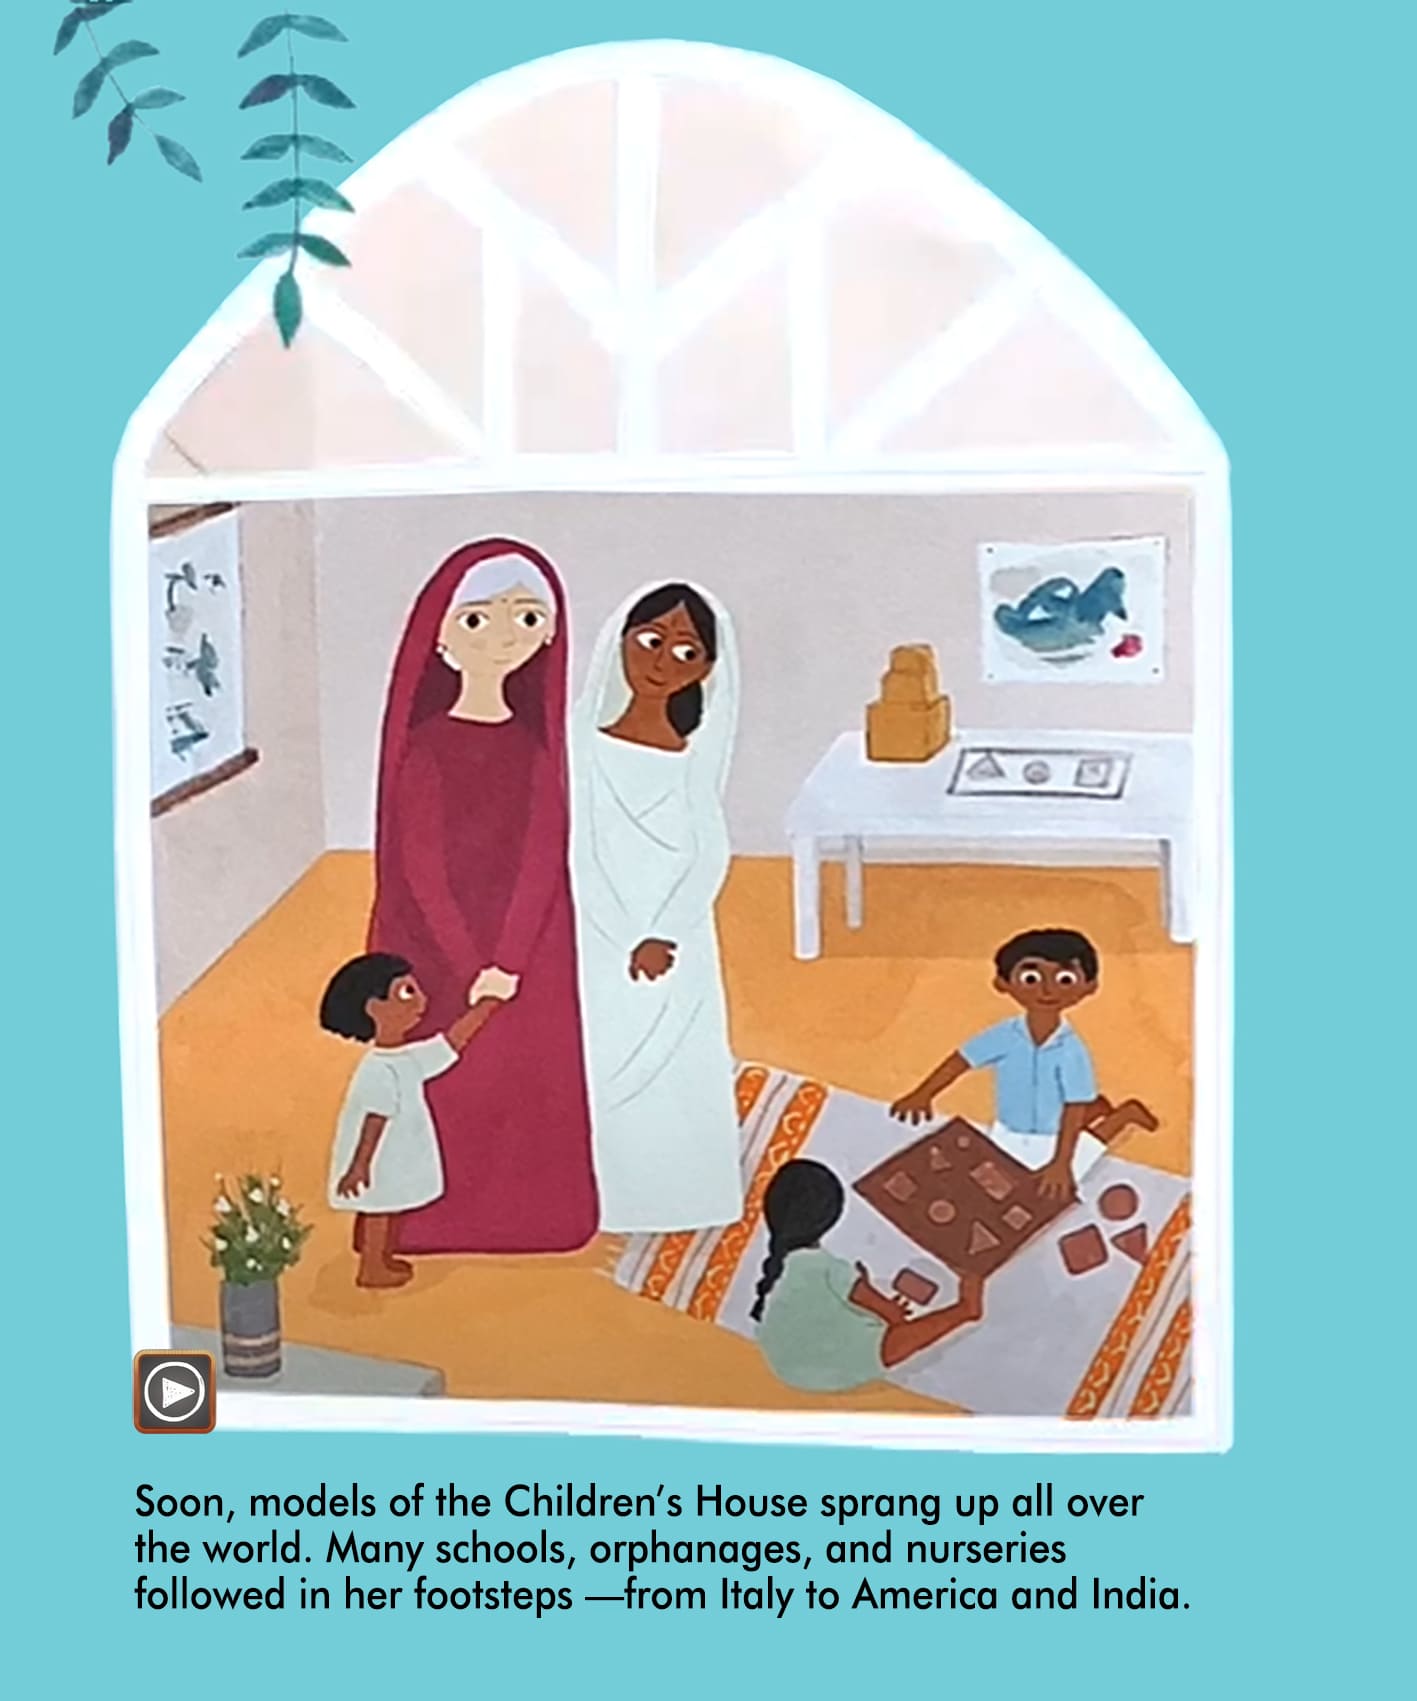 Soon, models of the Children’s House sprang up all over
the world. Many schools, orphanages, and nurseries
followed in her footsteps —from Italy to America and India.